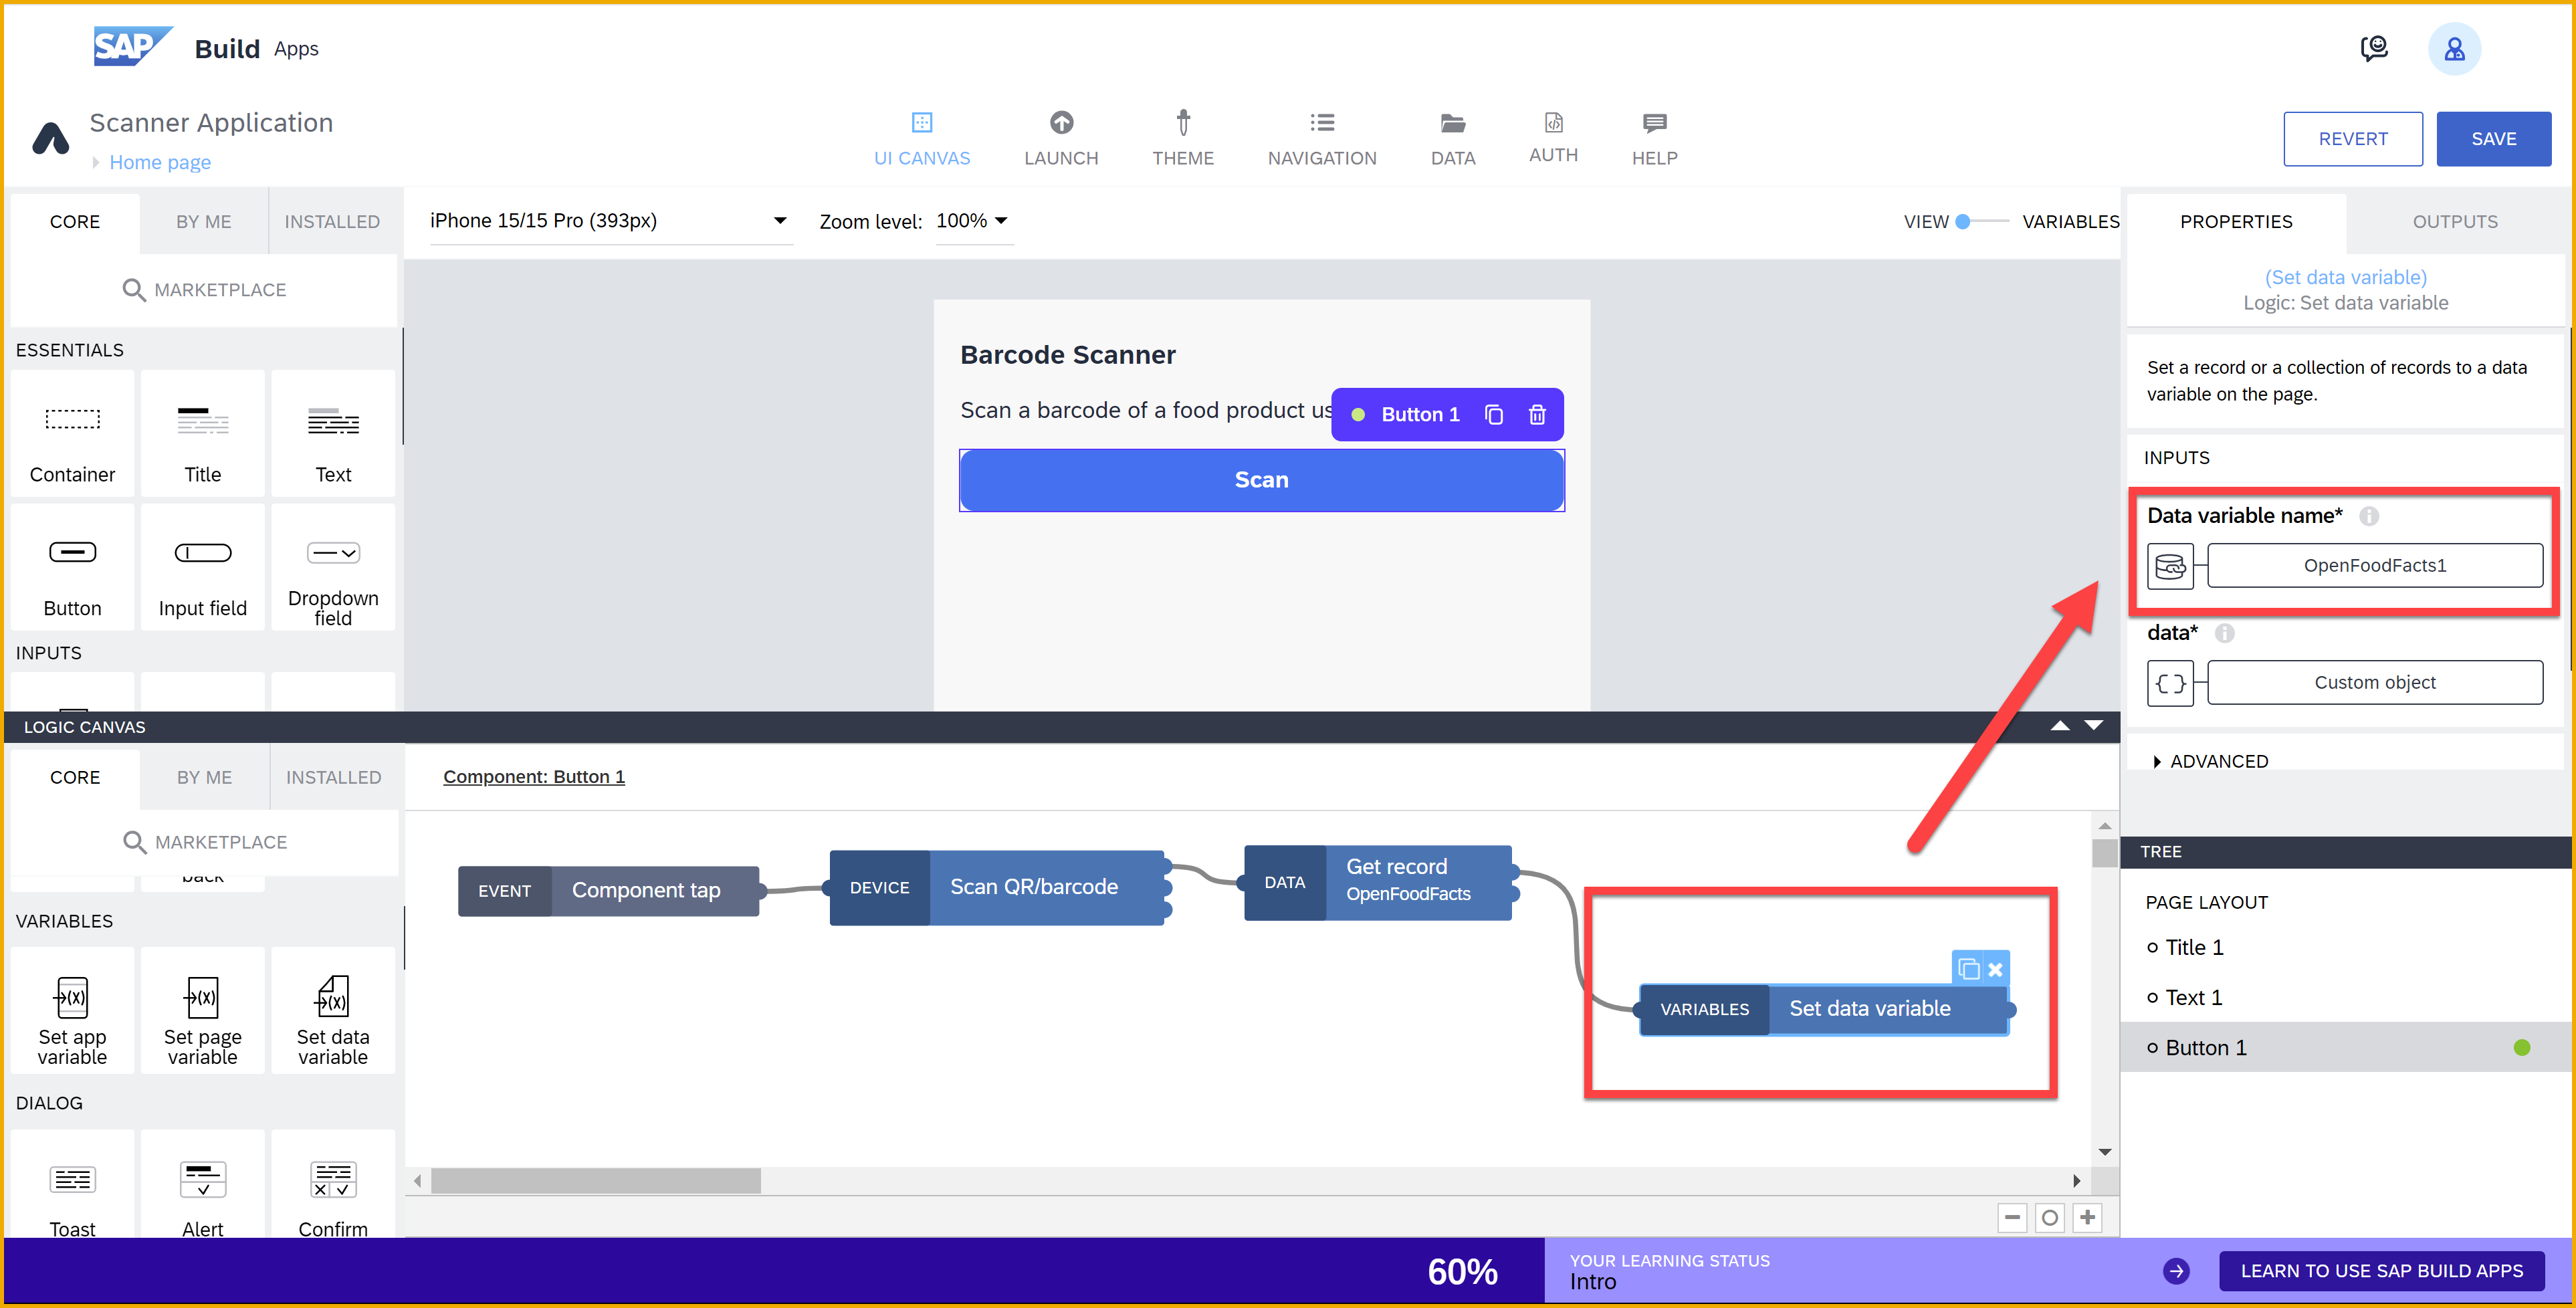 SAP Build Apps
Scanner Application
Home page
UI CANVAS
LAUNCH
THEME
NAVIGATION
DATA
AUTH
HELP
REVERT
SAVE
CORE
BY ME
INSTALLED
MARKETPLACE
ESSENTIALS
Container
Title
Text
Button
Input field
Dropdown
field
INPUTS
iPhone 15/15 Pro (393px)
Zoom level: 100%
VIEW
VARIABLES
Barcode Scanner
Scan a barcode of a food product us
Button 1
Scan
PROPERTIES
OUTPUTS
(Set data variable)
Logic: Set data variable
Set a record or a collection of records to a data
variable on the page.
INPUTS
Data variable name*
OpenFoodFacts1
data*
Custom object
ADVANCED
LOGIC CANVAS
CORE
BY ME
INSTALLED
MARKETPLACE
back
VARIABLES
Set app
variable
Set page
variable
Set data
variable
DIALOG
Toast
Alert
Confirm
Component: Button 1
EVENT
Component tap
DEVICE
Scan QR/barcode
DATA
Get record
OpenFoodFacts
VARIABLES
Set data variable
TREE
PAGE LAYOUT
Title 1
Text 1
Button 1
60%
YOUR LEARNING STATUS
Intro
LEARN TO USE SAP BUILD APPS